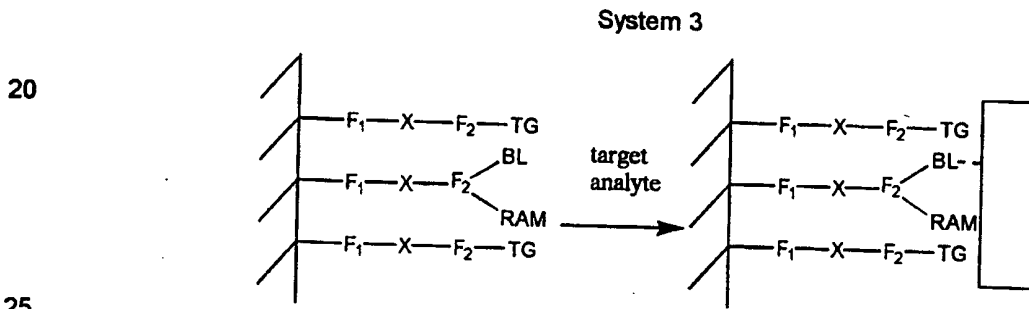 System 3
20
F₁—X—F₂—TG F₁—X—F₂—TG
BL target BL
F₁—X—F₂ analyte F₁—X—F₂
RAM RAM
F₁—X—F₂—TG F₁—X—F₂—TG
25